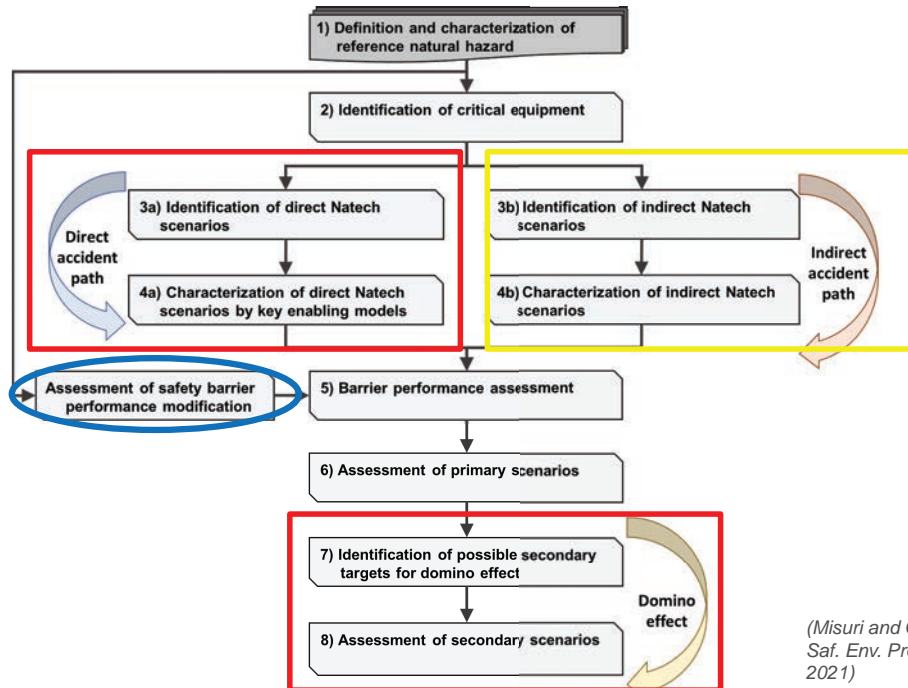 1) Definition and characterization of
reference natural hazard
2) Identification of critical equipment
Direct
accident
path
3a) Identification of direct Natech
scenarios
4a) Characterization of direct Natech
scenarios by key enabling models
3b) Identification of indirect Natech
scenarios
4b) Characterization of indirect Natech
scenarios
Indirect
accident
path
Assessment of safety barrier
performance modification
5) Barrier performance assessment
6) Assessment of primary scenarios
7) Identification of possible secondary
targets for domino effect
8) Assessment of secondary scenarios
Domino
effect
(Misuri and
Saf. Env.
2021)